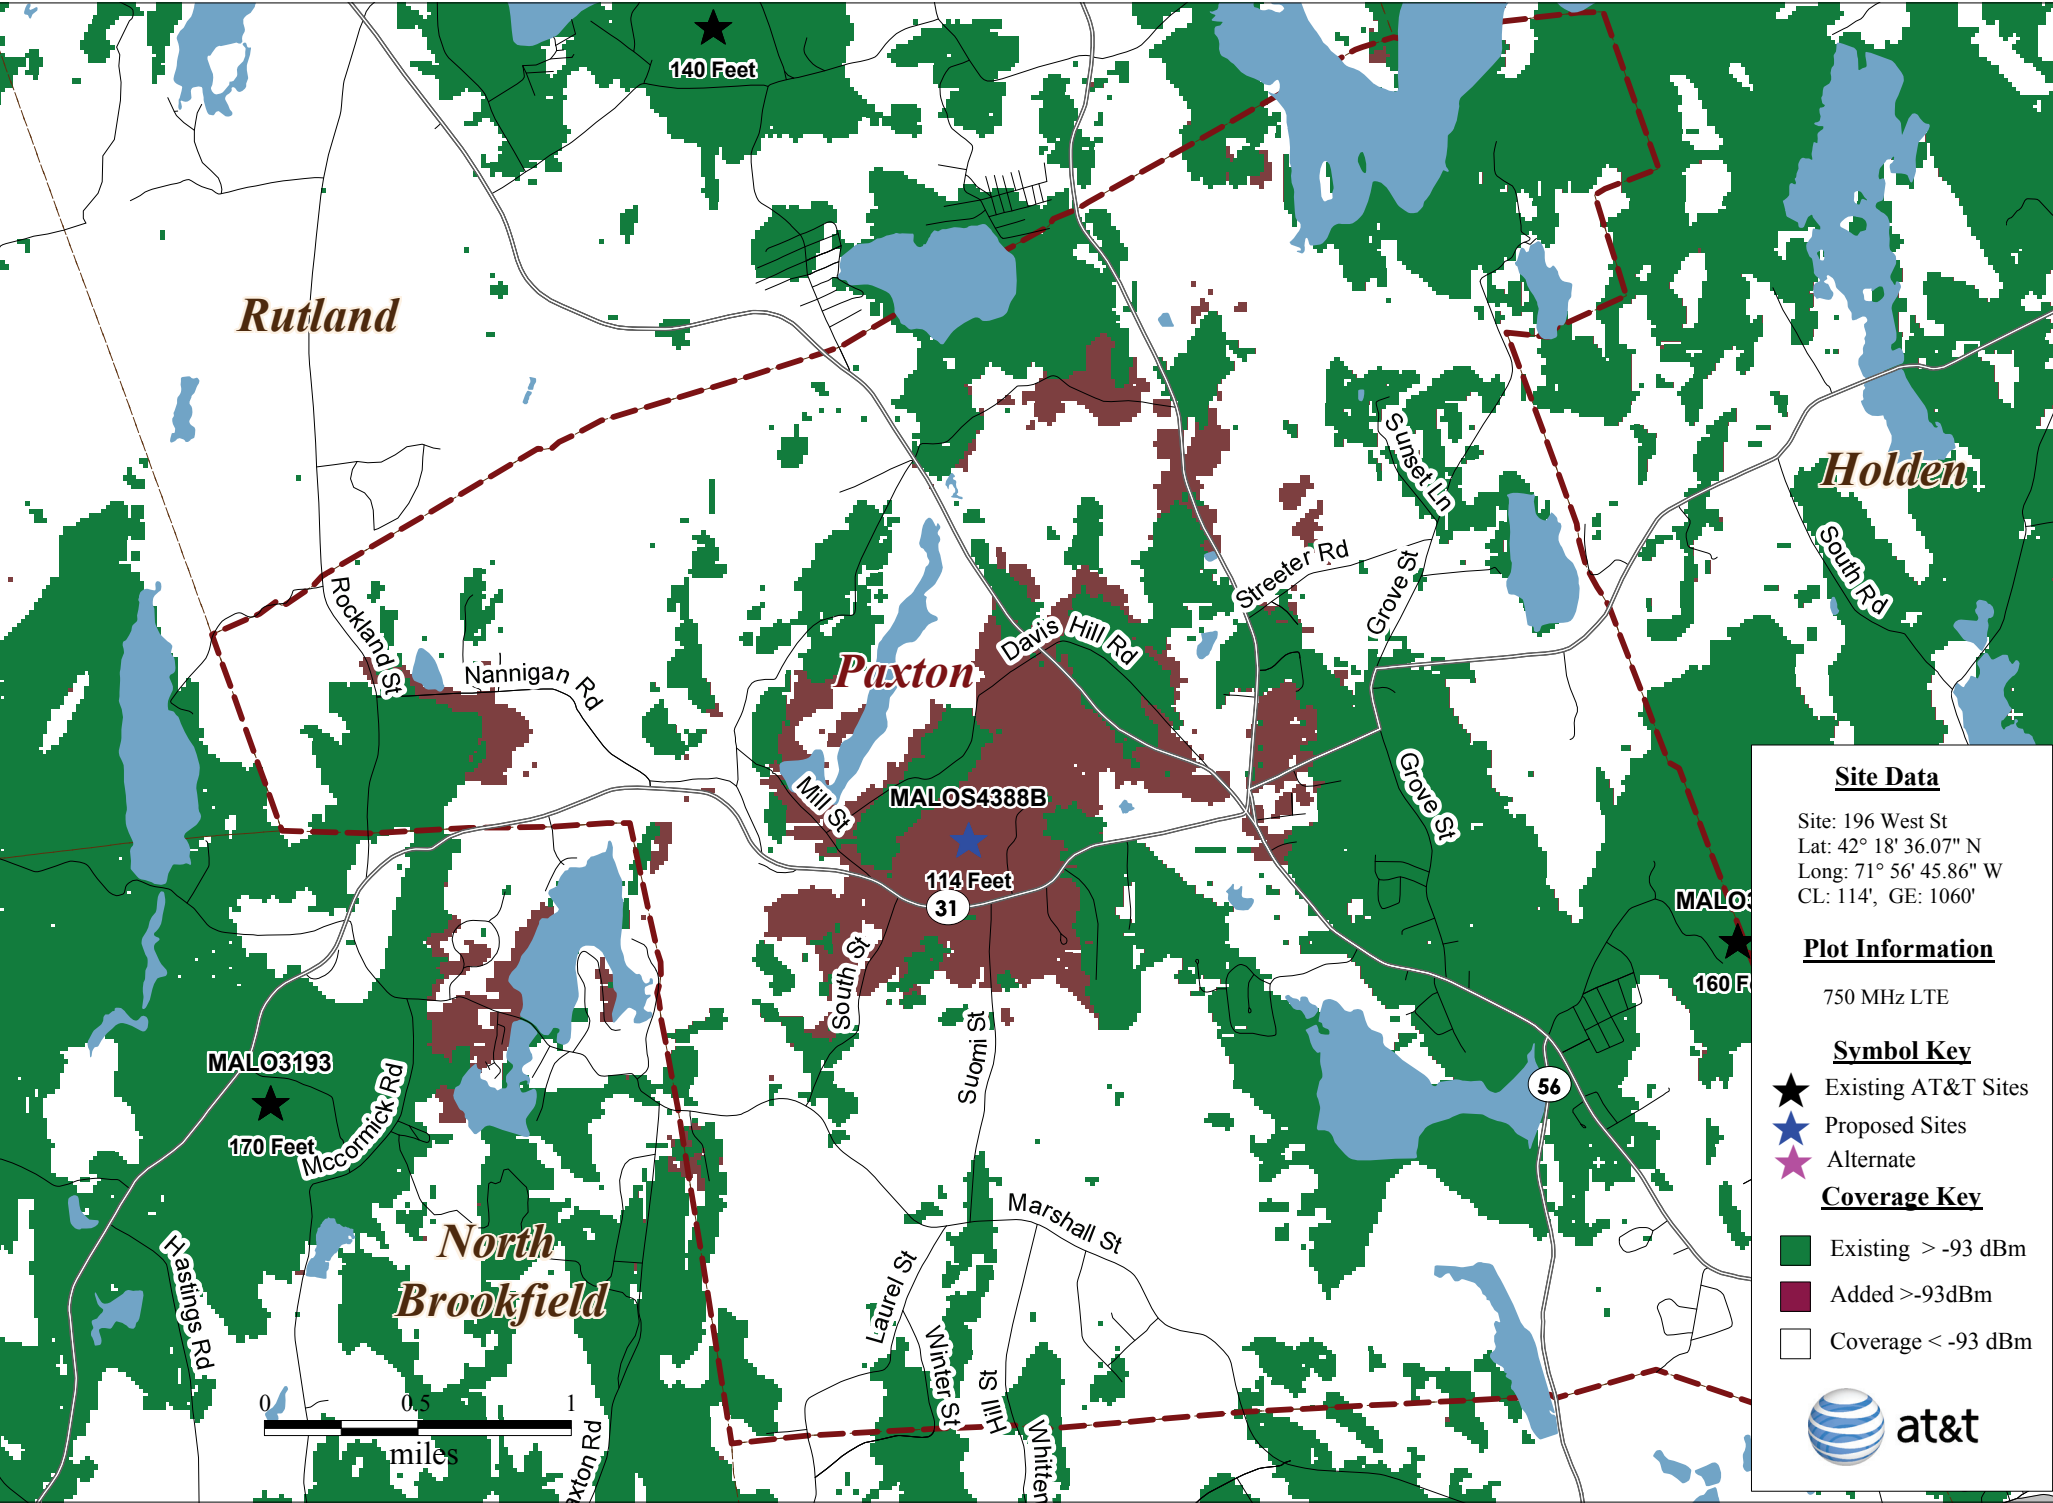 140 Feet
Rutland
Holden
Sunset Ln
South Rd
Streeter Rd
Grove St
Rockland St
Nannigan Rd
Davis Hill Rd
Paxton
Mill St
MALOS4388B
114 Feet
31
Grove St
South St
Suomi St
MALO3193
170 Feet
Mccormick Rd
56
MALO3
160 F
Marshall St
North
Brookfield
Hastings Rd
Laurel St
Winter St
Hill St
Whitten
axton Rd
0 0.5 1
miles
Site Data
Site: 196 West St
Lat: 42° 18' 36.07" N
Long: 71° 56' 45.86" W
CL: 114', GE: 1060'
Plot Information
750 MHz LTE
Symbol Key
Existing AT&T Sites
Proposed Sites
Alternate
Coverage Key
Existing > -93 dBm
Added >-93dBm
Coverage < -93 dBm
at&t